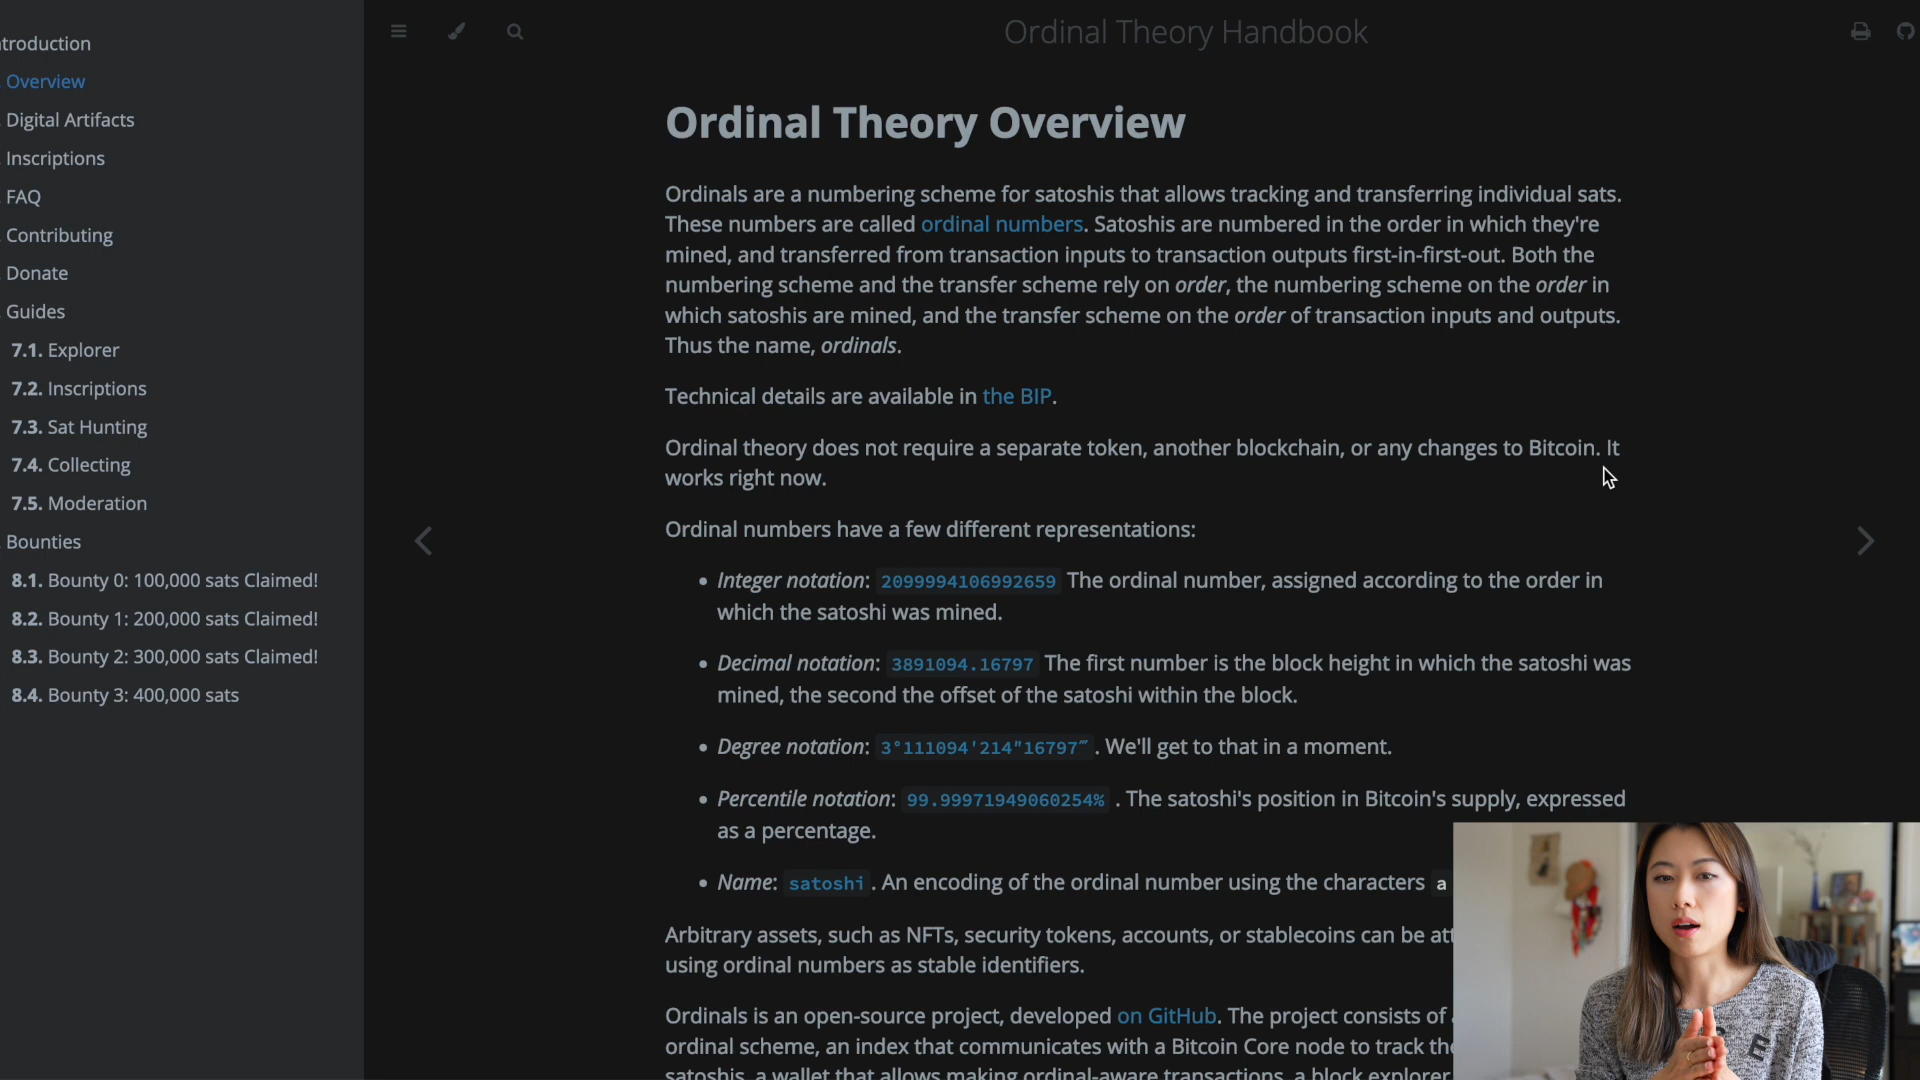 ntroduction
Overview
Digital Artifacts
Inscriptions
FAQ
Contributing
Donate
Guides
7.1. Explorer
7.2. Inscriptions
7.3. Sat Hunting
7.4. Collecting
7.5. Moderation
Bounties
8.1. Bounty 0: 100,000 sats Claimed!
8.2. Bounty 1: 200,000 sats Claimed!
8.3. Bounty 2: 300,000 sats Claimed!
8.4. Bounty 3: 400,000 sats
Ordinal Theory Handbook
Ordinal Theory Overview
Ordinals are a numbering scheme for satoshis that allows tracking and transferring individual sats.
These numbers are called ordinal numbers. Satoshis are numbered in the order in which they're
mined, and transferred from transaction inputs to transaction outputs first-in-first-out. Both the
numbering scheme and the transfer scheme rely on order, the numbering scheme on the order in
which satoshis are mined, and the transfer scheme on the order of transaction inputs and outputs.
Thus the name, ordinals.
Technical details are available in the BIP.
Ordinal theory does not require a separate token, another blockchain, or any changes to Bitcoin. It
works right now.
Ordinal numbers have a few different representations:
• Integer notation: 2099994106992659 The ordinal number, assigned according to the order in
which the satoshi was mined.
• Decimal notation: 3891094.16797 The first number is the block height in which the satoshi was
mined, the second the offset of the satoshi within the block.
• Degree notation: 3°111094′214″16797‴. We'll get to that in a moment.
• Percentile notation: 99.99971949060254% . The satoshi's position in Bitcoin's supply, expressed
as a percentage.
• Name: satoshi . An encoding of the ordinal number using the characters a
Arbitrary assets, such as NFTs, security tokens, accounts, or stablecoins can be att
using ordinal numbers as stable identifiers.
Ordinals is an open-source project, developed on GitHub. The project consists of
ordinal scheme, an index that communicates with a Bitcoin Core node to track the
satoshis, a wallet that allows making ordinal-aware transactions, a block explorer
E